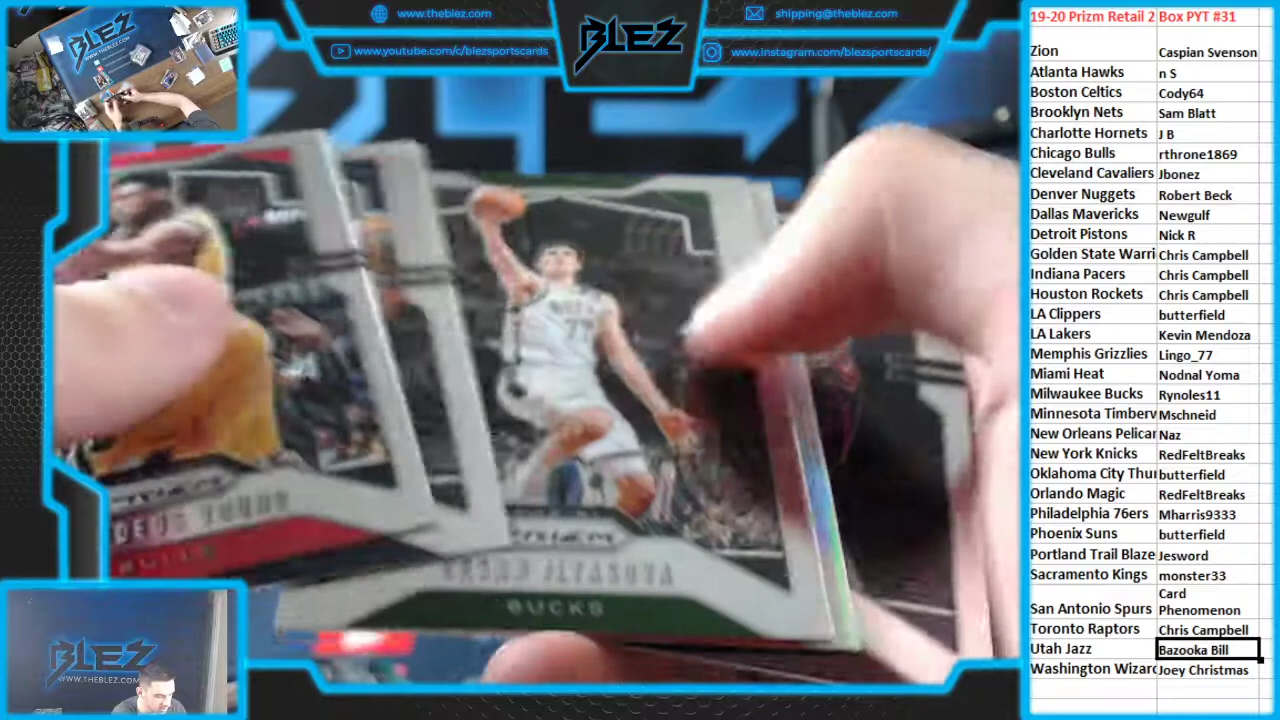 www.theblez.com
shipping@theblez.com
www.youtube.com/c/blezsportscards
www.instagram.com/blezsportscards/
BLEZ
19-20 Prizm Retail 2 Box PYT #31
Zion Caspian Svenson
Atlanta Hawks n S
Boston Celtics Cody64
Brooklyn Nets Sam Blatt
Charlotte Hornets J B
Chicago Bulls rthrone1869
Cleveland Cavaliers Jbonez
Denver Nuggets Robert Beck
Dallas Mavericks Newgulf
Detroit Pistons Nick R
Golden State Warri Chris Campbell
Indiana Pacers Chris Campbell
Houston Rockets Chris Campbell
LA Clippers butterfield
LA Lakers Kevin Mendoza
Memphis Grizzlies Lingo_77
Miami Heat Nodnal Yoma
Milwaukee Bucks Rynoles11
Minnesota Timberw Mschneid
New Orleans Pelican Naz
New York Knicks RedFeltBreaks
Oklahoma City Thu butterfield
Orlando Magic RedFeltBreaks
Philadelphia 76ers Mharris9333
Phoenix Suns butterfield
Portland Trail Blaze Jesword
Sacramento Kings monster33
San Antonio Spurs Card Phenomenon
Toronto Raptors Chris Campbell
Utah Jazz Bazooka Bill
Washington Wizard Joey Christmas
BUCKS
BLEZ
WWW.THEBLEZ.COM